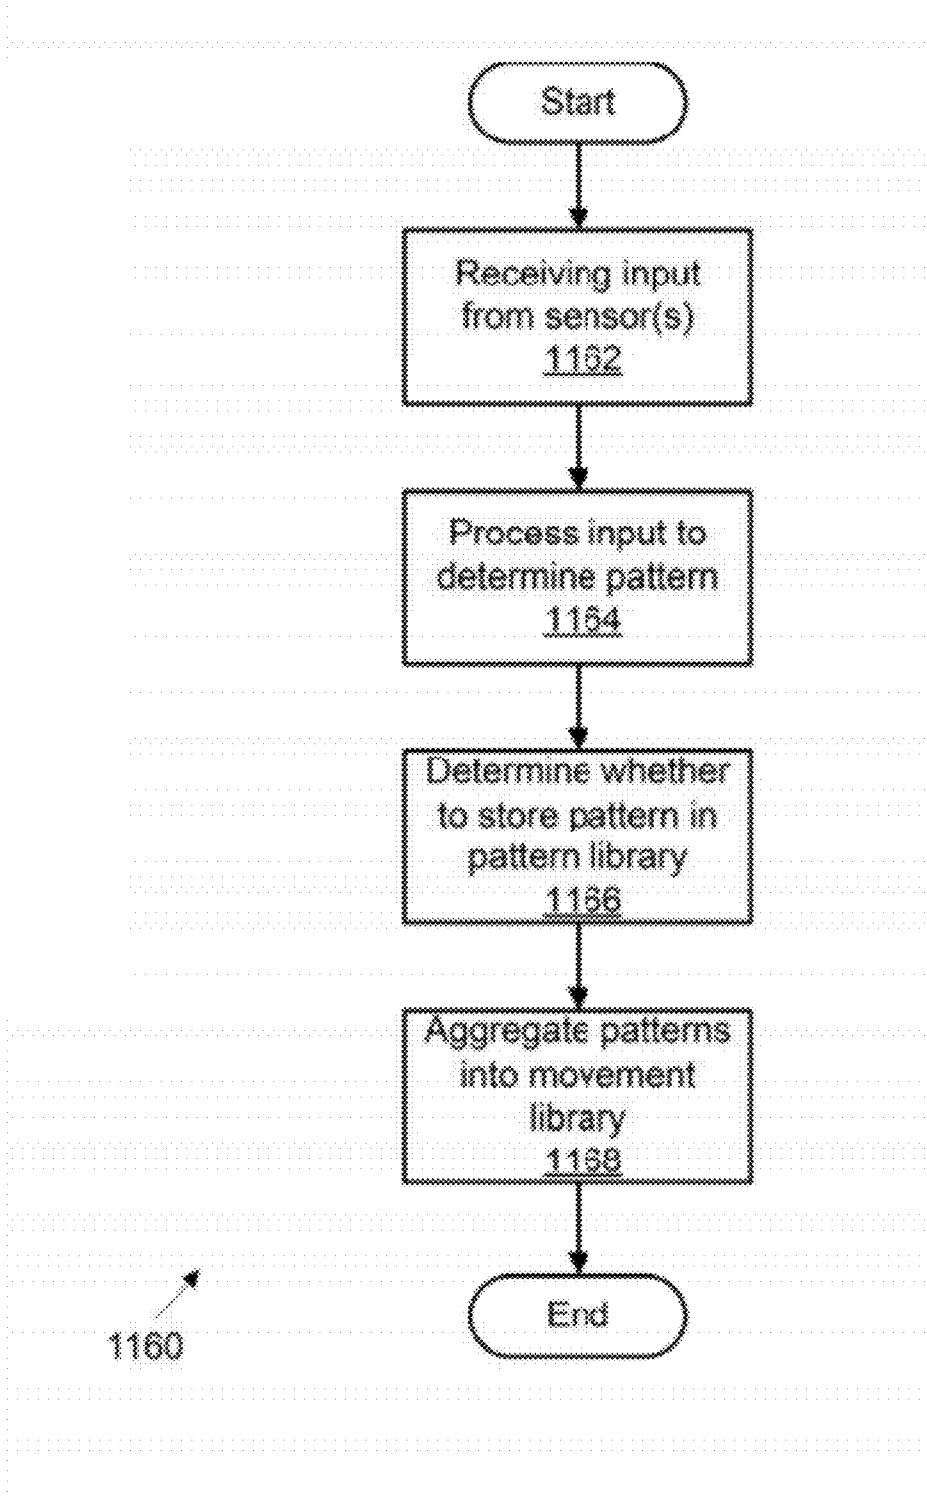 Start
Receiving input
from sensor(s)
1162
Process input to
determine pattern
1164
Determine whether
to store pattern in
pattern library
1166
Aggregate patterns
into movement
library
1168
End
1160